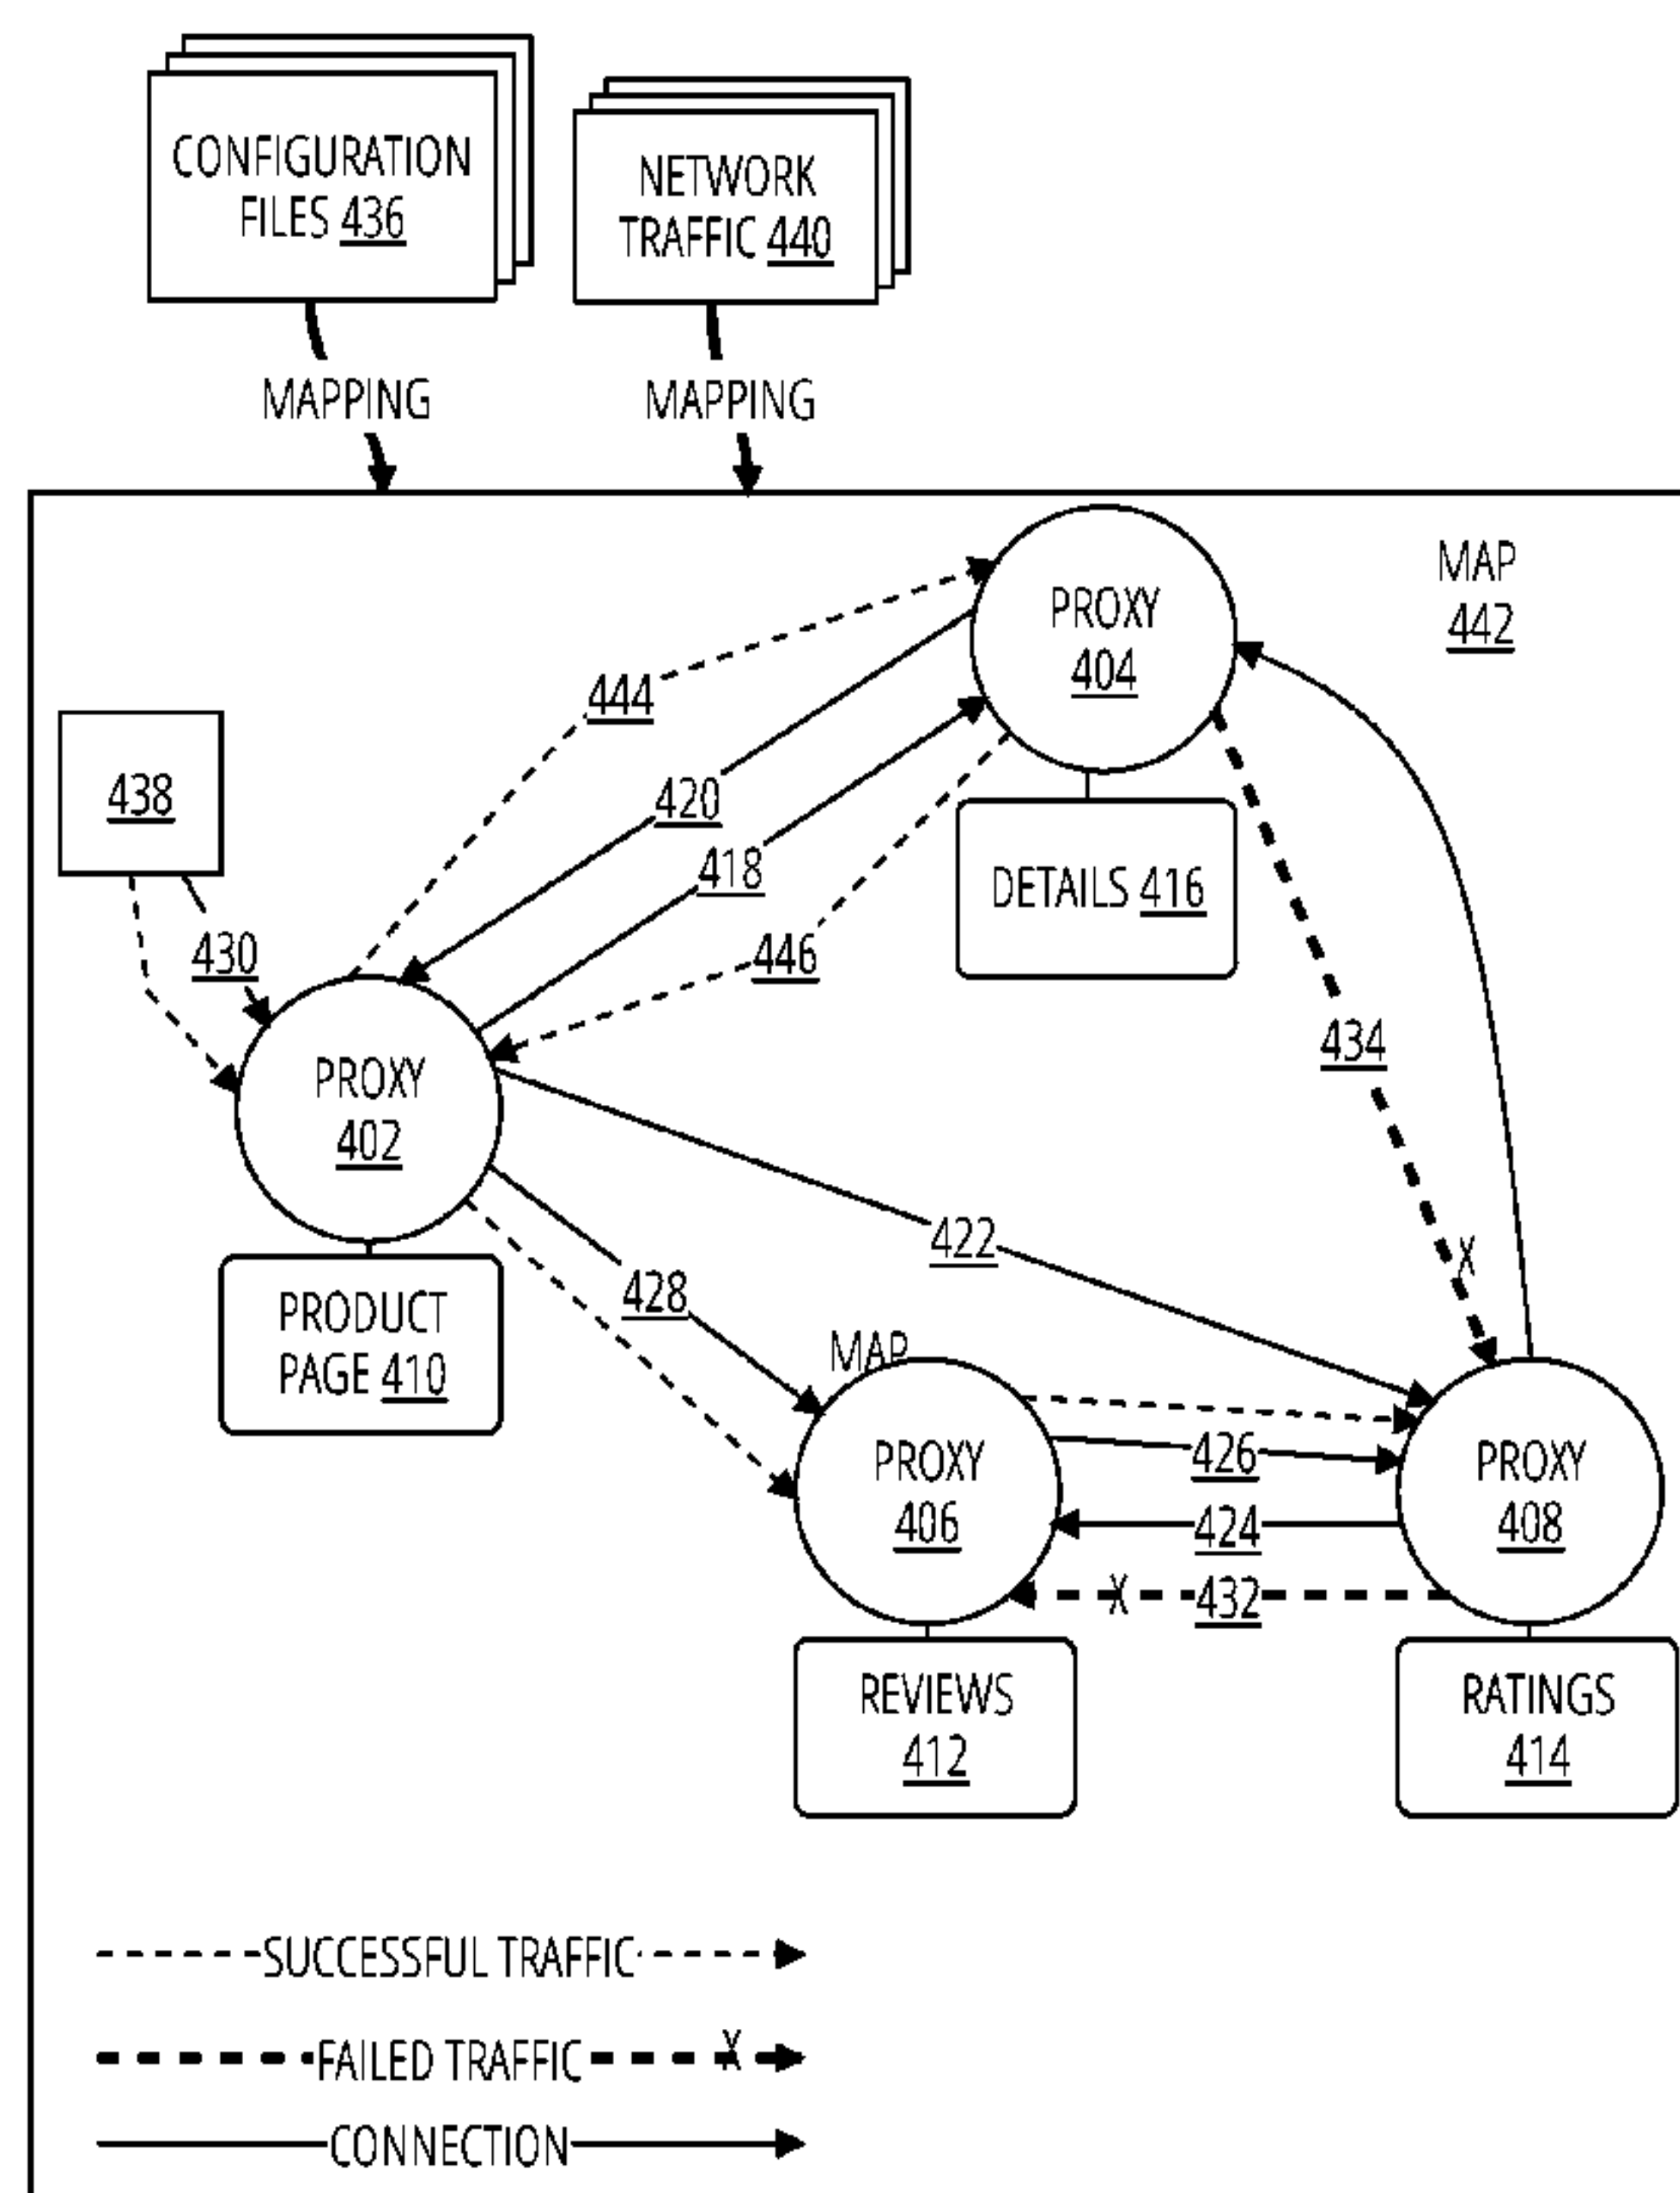 CONFIGURATION
FILES 436
NETWORK
TRAFFIC 440
MAPPING
MAPPING
MAP
442
PROXY
404
444
438
420
418
DETAILS 416
446
430
434
PROXY
402
422
428
PRODUCT
PAGE 410
MAP
X
PROXY
406
426
424
X
432
PROXY
408
REVIEWS
412
RATINGS
414
SUCCESSFUL TRAFFIC
FAILED TRAFFIC X
CONNECTION